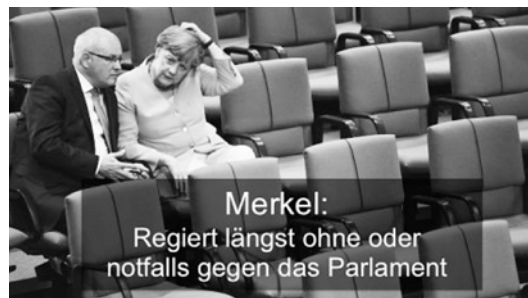 Merkel:
Regiert längst ohne oder
notfalls gegen das Parlament